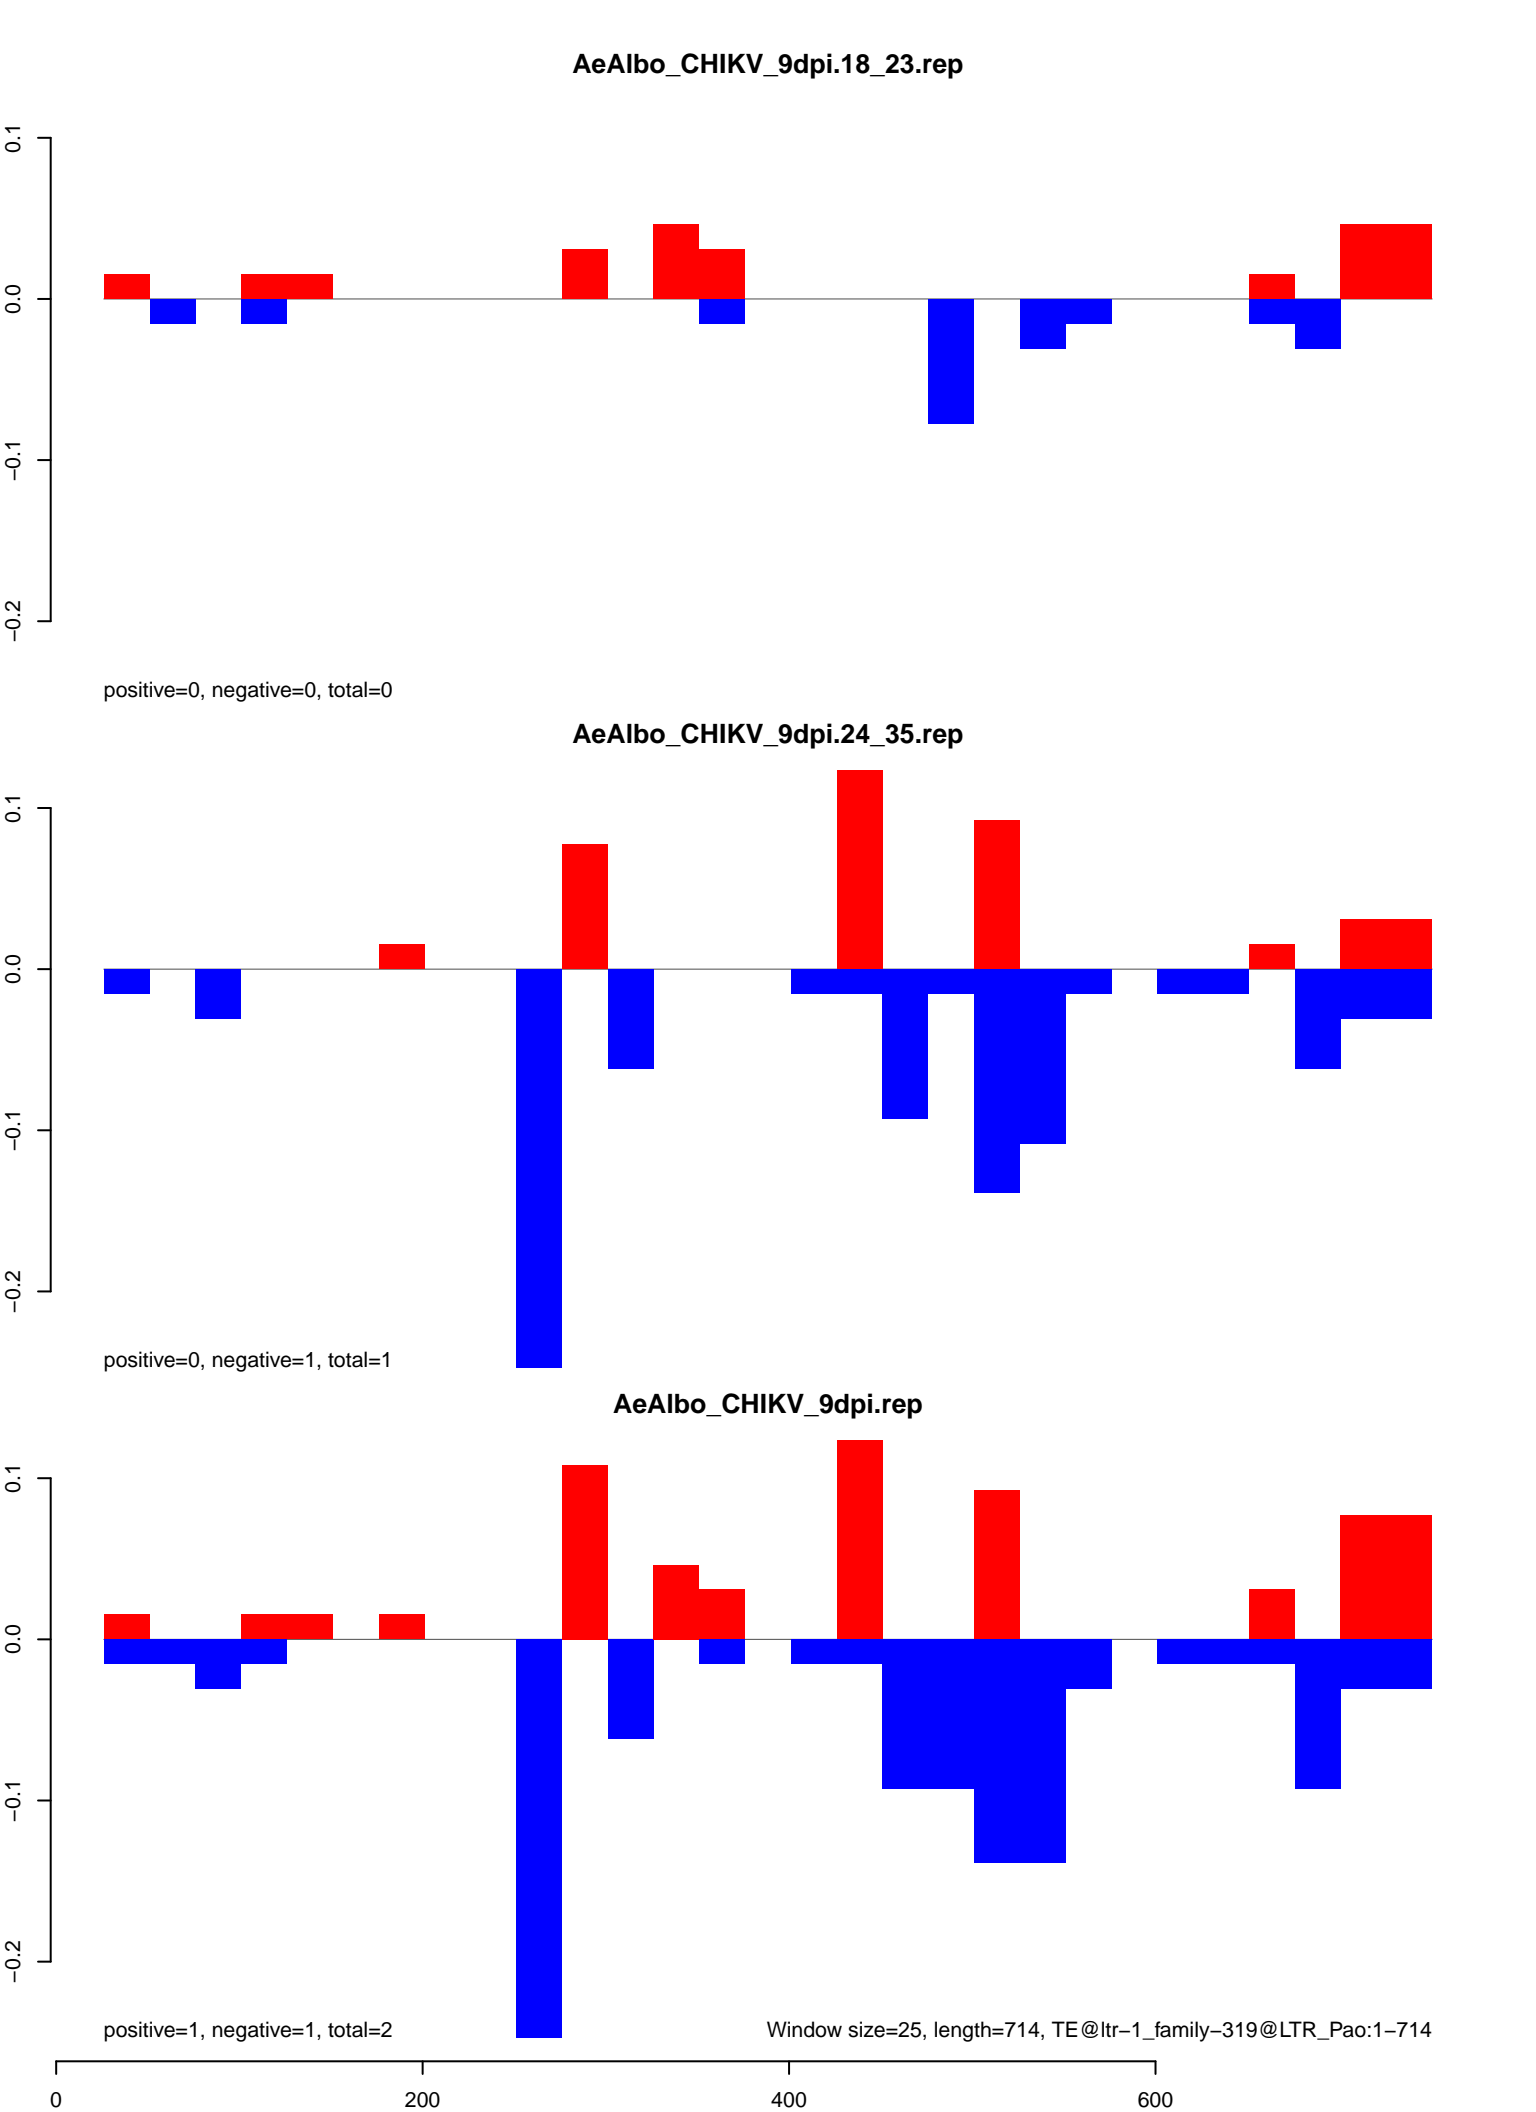 AeAlbo_CHIKV_9dpi.18_23.rep
0.1
0.0
−0.1
−0.2
positive=0, negative=0, total=0
AeAlbo_CHIKV_9dpi.24_35.rep
0.1
0.0
−0.1
−0.2
positive=0, negative=1, total=1
AeAlbo_CHIKV_9dpi.rep
0.1
0.0
−0.1
−0.2
positive=1, negative=1, total=2 Window size=25, length=714, TE@ltr−1_family−319@LTR_Pao:1−714
0 200 400 600